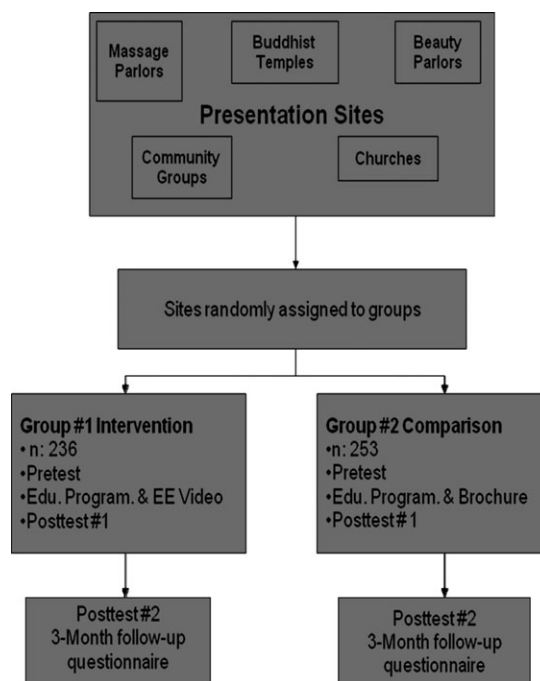 Massage
Parlors
Buddhist
Temples
Beauty
Parlors
Presentation Sites
Community
Groups
Churches
Sites randomly assigned to groups
Group #1 Intervention
•n: 236
•Pretest
•Edu. Program. & EE Video
•Posttest #1
Group #2 Comparison
•n: 253
•Pretest
•Edu. Program. & Brochure
•Posttest # 1
Posttest #2
3-Month follow-up
questionnaire
Posttest #2
3-Month follow-up
questionnaire